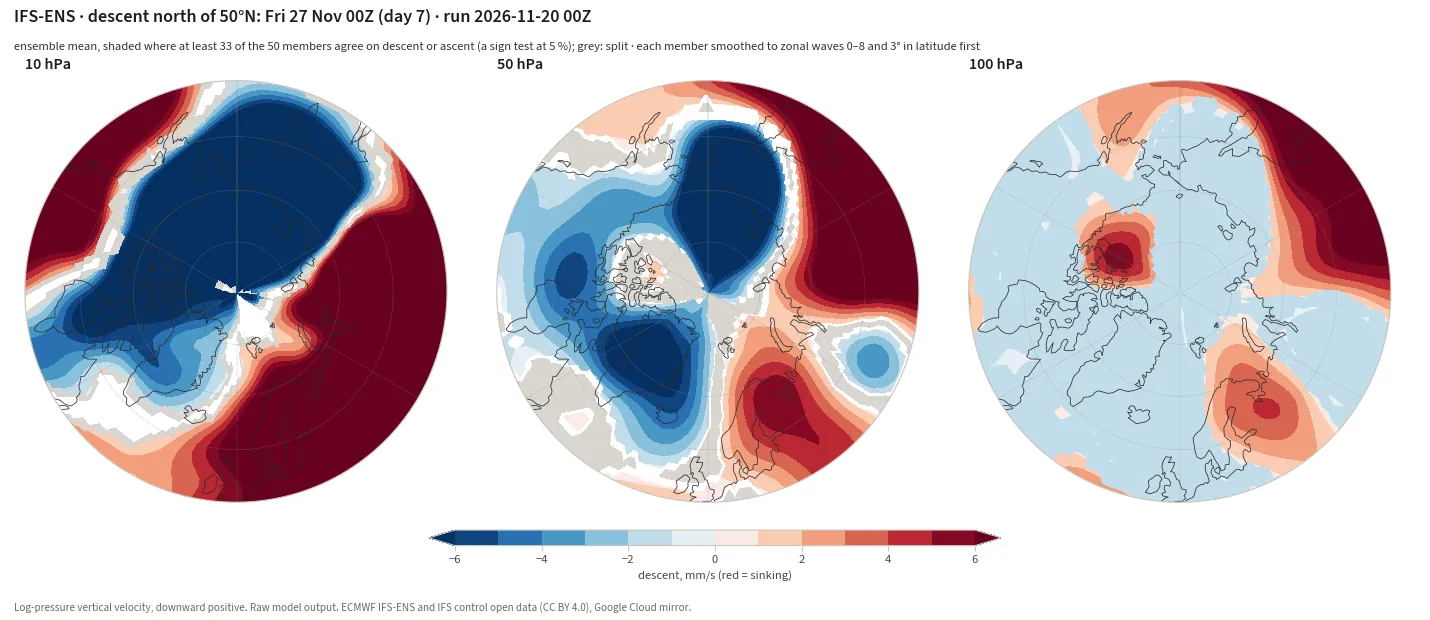 IFS-ENS · descent north of 50°N: Fri 27 Nov 00Z (day 7) · run 2026-11-20 00Z
ensemble mean, shaded where at least 33 of the 50 members agree on descent or ascent (a sign test at 5 %); grey: split · each member smoothed to zonal waves 0–8 and 3° in latitude first
10 hPa
50 hPa
100 hPa
−6 −4 −2 0 2 4 6
descent, mm/s (red = sinking)
Log-pressure vertical velocity, downward positive. Raw model output. ECMWF IFS-ENS and IFS control open data (CC BY 4.0), Google Cloud mirror.